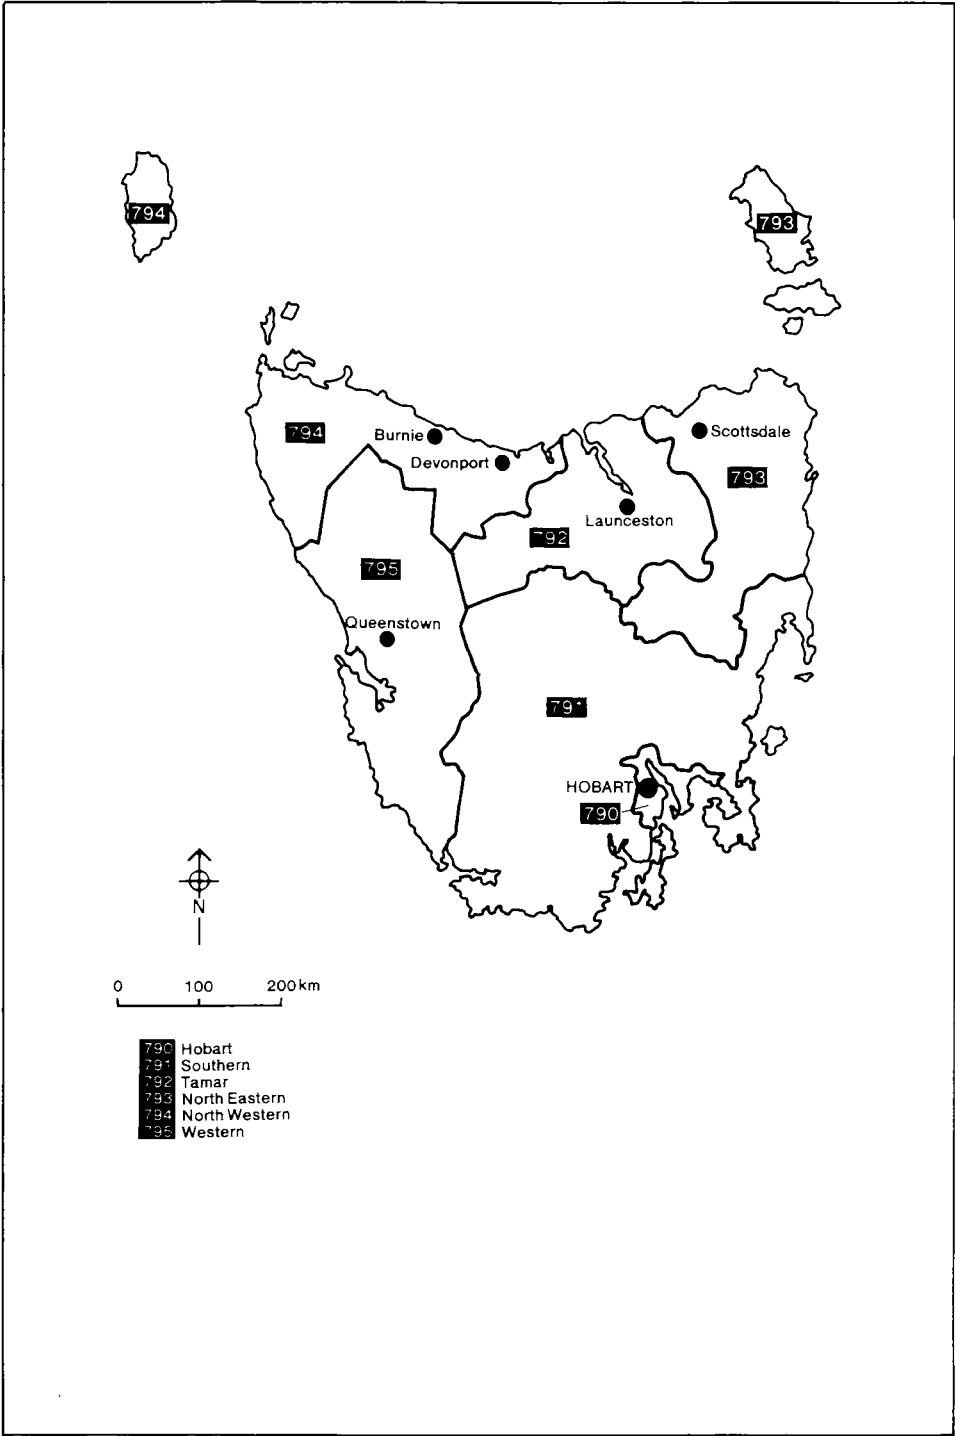 794
793
794
Burnie
Scottsdale
Devonport
793
Launceston
792
795
Queenstown
791
HOBART
790
N
0 100 200km
790 Hobart
791 Southern
792 Tamar
793 North Eastern
794 North Western
795 Western